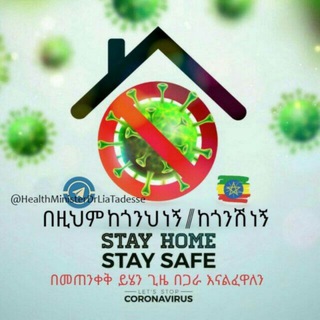 @HealthMinisterDrLiaTadesse
በዚህም ከጎንህ ነኝ // ከጎንሽ ነኝ
STAY HOME
STAY SAFE
በመጠንቀቅ ይሄን ጊዜ በጋራ እናልፈዋለን
LET'S STOP
CORONAVIRUS